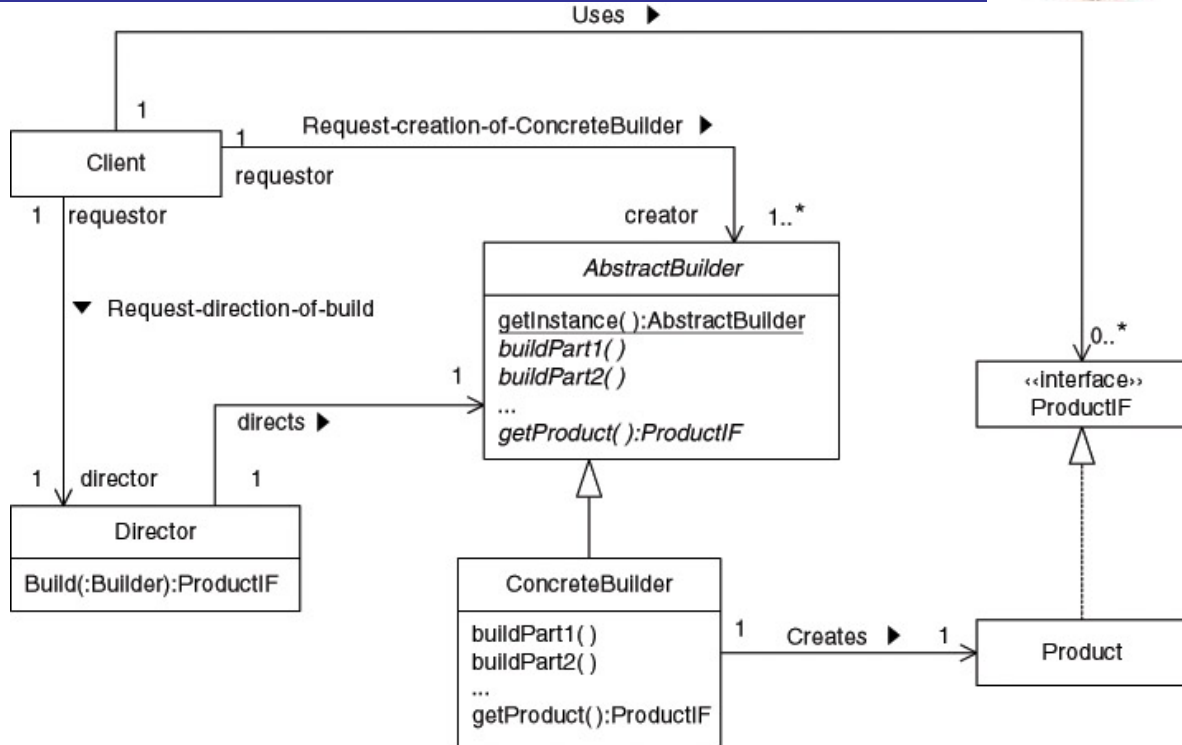 Uses ▶
1
Request-creation-of-ConcreteBuilder ▶
1
Client
requestor
1 requestor
creator 1..*
AbstractBuilder
▼ Request-direction-of-build
getInstance( ):AbstractBuilder
buildPart1( )
buildPart2( )
...
getProduct( ):ProductIF
0..*
‹‹interface››
ProductIF
1
directs ▶
1 director
1
Director
Build(:Builder):ProductIF
ConcreteBuilder
buildPart1( )
buildPart2( )
...
getProduct():ProductIF
1 Creates ▶ 1
Product